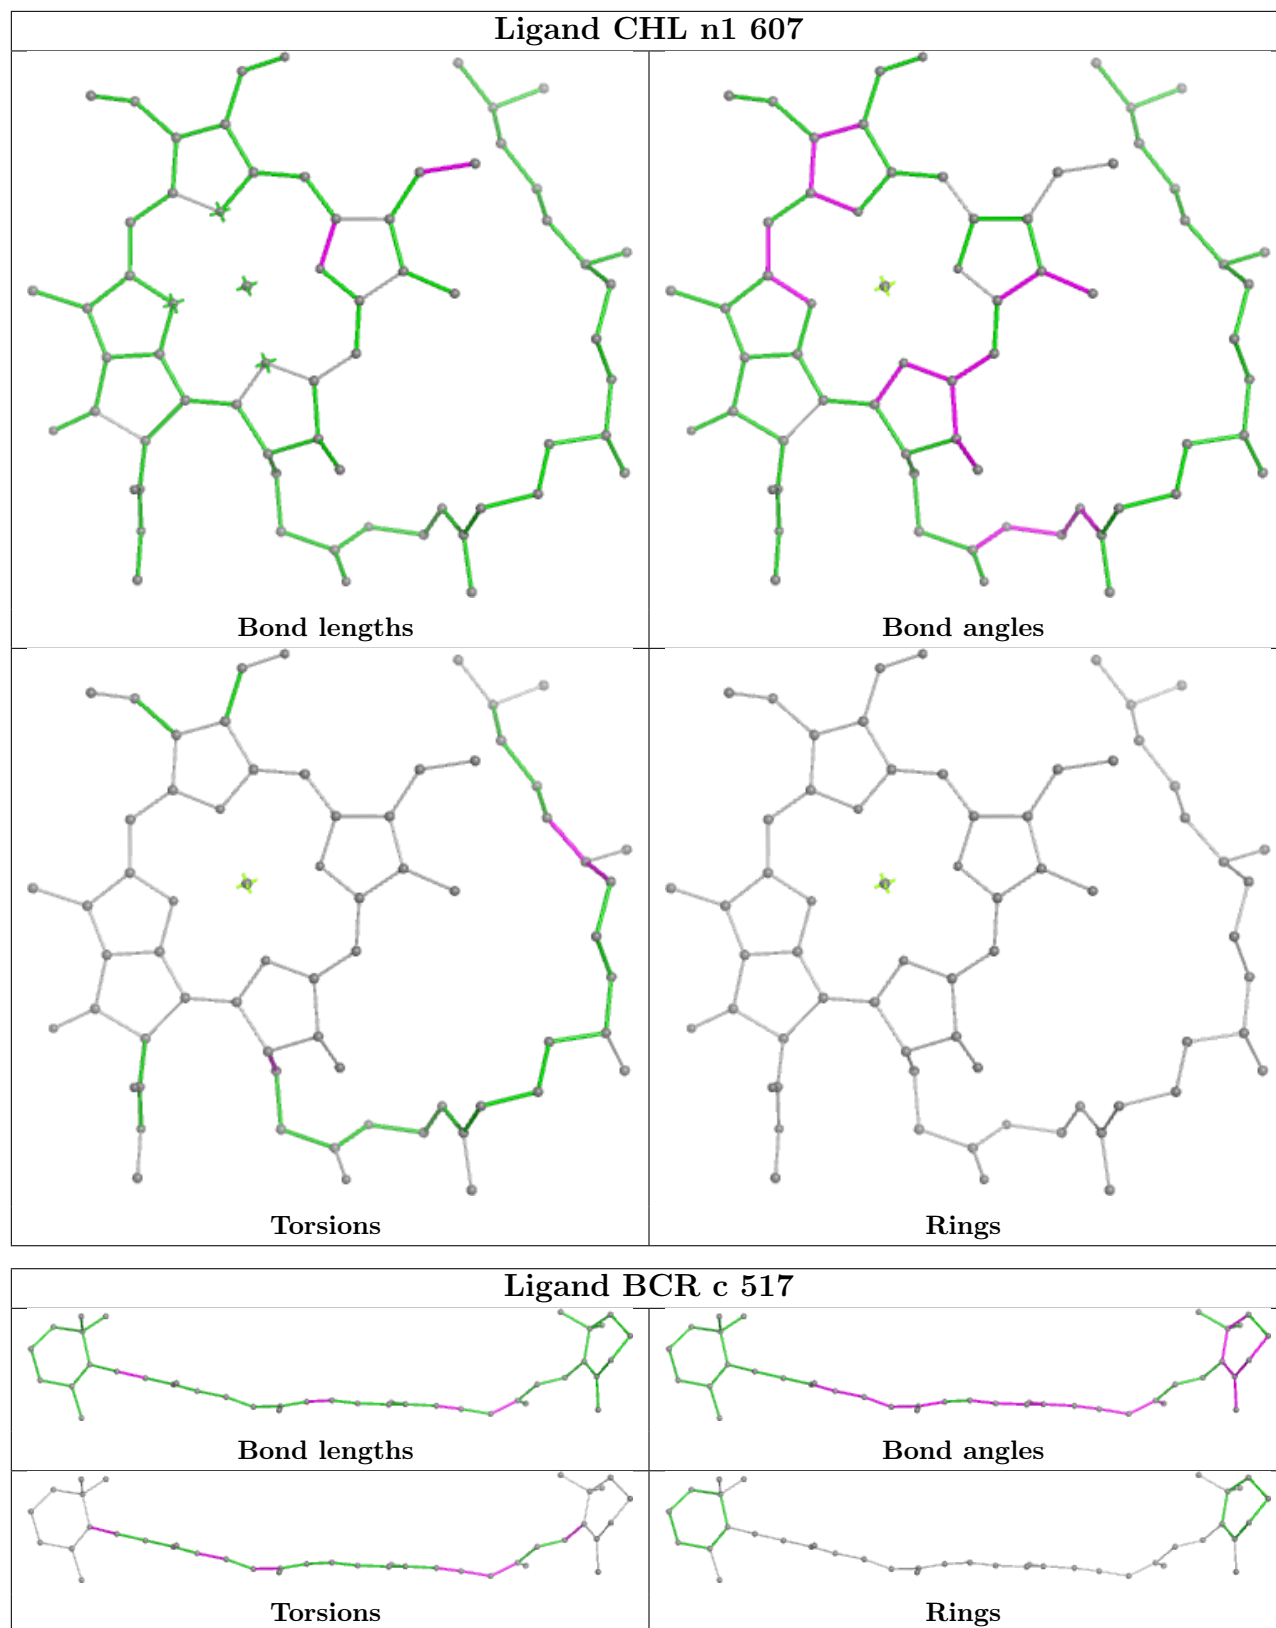 Ligand CHL n1 607
Bond lengths
Bond angles
Torsions
Rings
Ligand BCR c 517
Bond lengths
Bond angles
Torsions
Rings